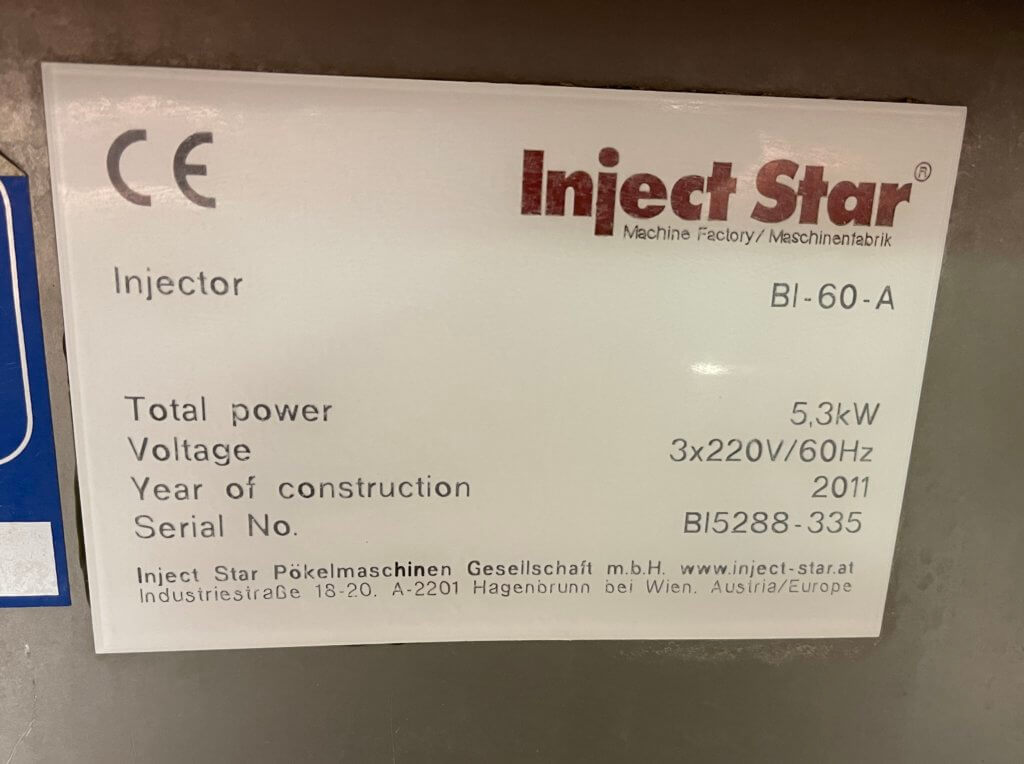 CE
Inject Star®
Machine Factory/Maschinenfabrik
Injector BI-60-A
Total power 5,3kW
Voltage 3x220V/60Hz
Year of construction 2011
Serial No. BI5288-335
Inject Star Pökelmaschinen Gesellschaft m.b.H. www.inject-star.at
Industriestraße 18-20, A-2201 Hagenbrunn bei Wien, Austria/Europe